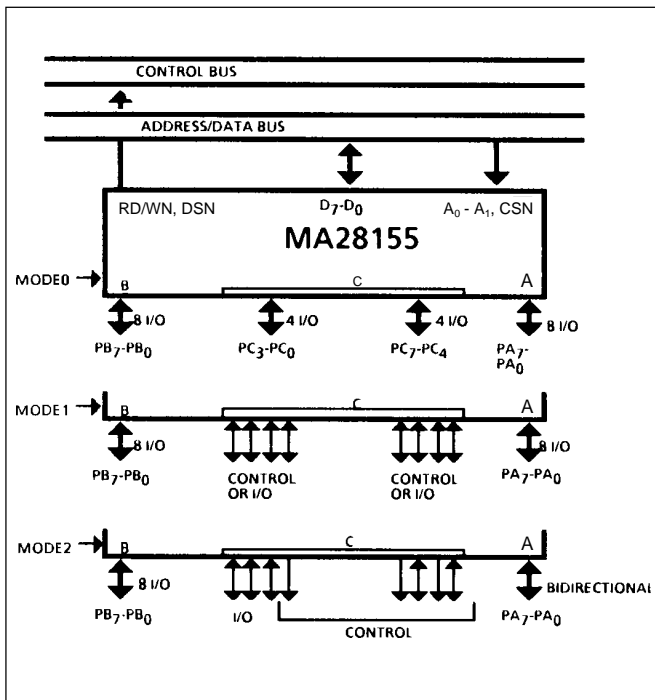 CONTROL BUS
ADDRESS/DATA BUS
RD/WN, DSN D7-D0 A0 - A1, CSN
MA28155
MODE0 B C A
8 I/O 4 I/O 4 I/O 8 I/O
PB7-PB0 PC3-PC0 PC7-PC4 PA7-
PA0
MODE1 B C A
8 I/O 8 I/O
PB7-PB0 CONTROL CONTROL PA7-PA0
OR I/O OR I/O
MODE2 B C A
8 I/O BIDIRECTIONAL
PB7-PB0 I/O PA7-PA0
CONTROL